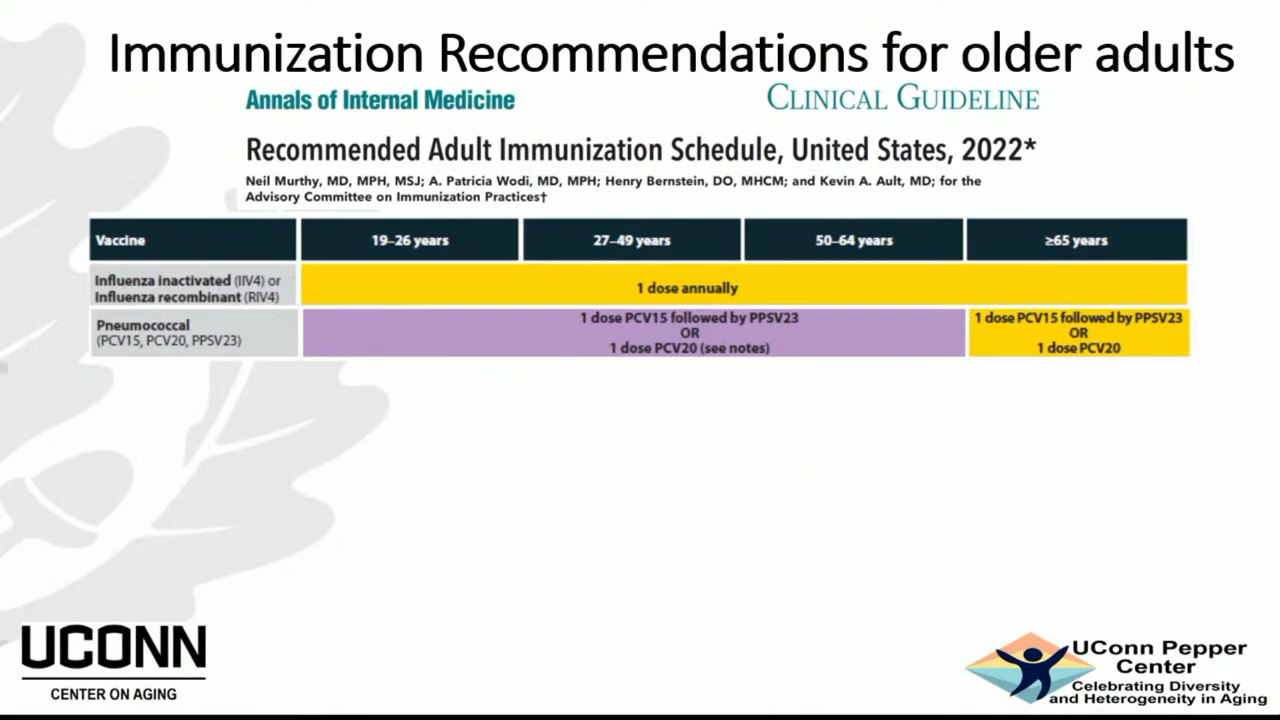 Immunization Recommendations for older adults
Annals of Internal Medicine
CLINICAL GUIDELINE
Recommended Adult Immunization Schedule, United States, 2022*
Neil Murthy, MD, MPH, MSJ; A. Patricia Wodi, MD, MPH; Henry Bernstein, DO, MHCM; and Kevin A. Ault, MD; for the
Advisory Committee on Immunization Practices†
Vaccine
19–26 years
27–49 years
50–64 years
≥65 years
Influenza inactivated (IIV4) or
Influenza recombinant (RIV4)
1 dose annually
Pneumococcal
(PCV15, PCV20, PPSV23)
1 dose PCV15 followed by PPSV23
OR
1 dose PCV20 (see notes)
1 dose PCV15 followed by PPSV23
OR
1 dose PCV20
UCONN
CENTER ON AGING
UConn Pepper
Center
Celebrating Diversity
and Heterogeneity in Aging